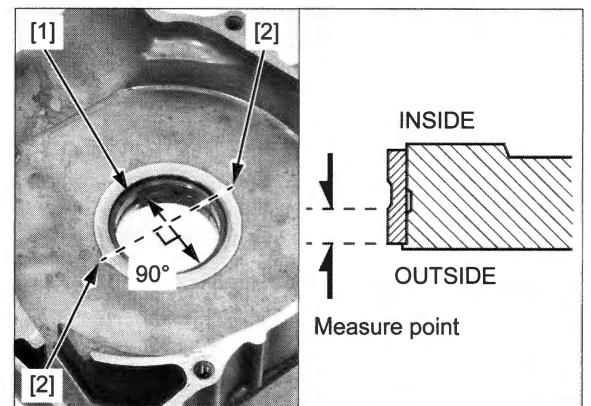 [1]
[2]
90°
[2]
INSIDE
OUTSIDE
Measure point